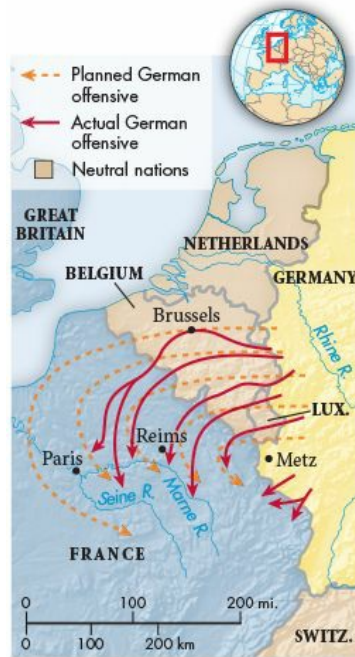 Planned German
offensive
Actual German
offensive
Neutral nations
GREAT
BRITAIN
NETHERLANDS
BELGIUM
GERMANY
Brussels
Rhine R.
LUX.
Reims
Paris
Metz
Seine R.
Marne R.
FRANCE
0 100 200 mi.
0 100 200 km
SWITZ.